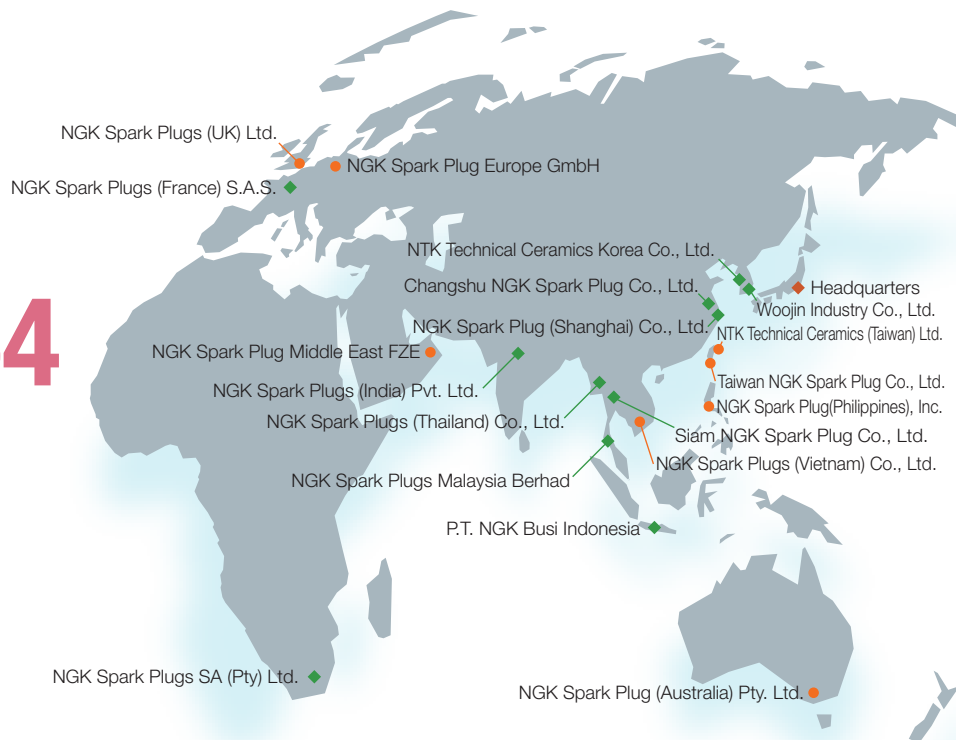 NGK Spark Plugs (UK) Ltd.
NGK Spark Plug Europe GmbH
NGK Spark Plugs (France) S.A.S.
NTK Technical Ceramics Korea Co., Ltd.
Changshu NGK Spark Plug Co., Ltd.
Headquarters
Woojin Industry Co., Ltd.
4
NGK Spark Plug (Shanghai) Co., Ltd.
NTK Technical Ceramics (Taiwan) Ltd.
NGK Spark Plug Middle East FZE
Taiwan NGK Spark Plug Co., Ltd.
NGK Spark Plugs (India) Pvt. Ltd.
NGK Spark Plug(Philippines), Inc.
NGK Spark Plugs (Thailand) Co., Ltd.
Siam NGK Spark Plug Co., Ltd.
NGK Spark Plugs (Vietnam) Co., Ltd.
NGK Spark Plugs Malaysia Berhad
P.T. NGK Busi Indonesia
NGK Spark Plugs SA (Pty) Ltd.
NGK Spark Plug (Australia) Pty. Ltd.